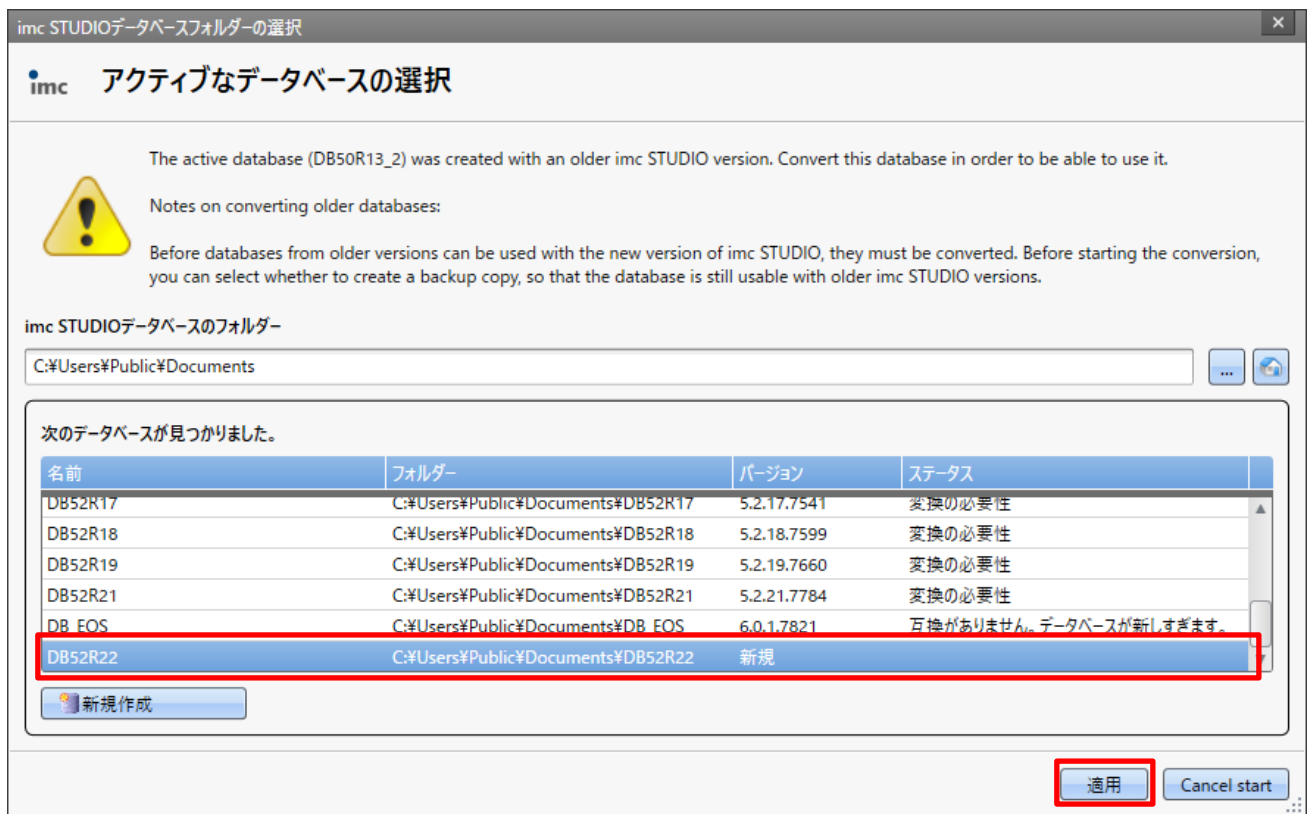 imc STUDIOデータベースフォルダーの選択
imc アクティブなデータベースの選択
The active database (DB50R13_2) was created with an older imc STUDIO version. Convert this database in order to be able to use it.
Notes on converting older databases:
Before databases from older versions can be used with the new version of imc STUDIO, they must be converted. Before starting the conversion,
you can select whether to create a backup copy, so that the database is still usable with older imc STUDIO versions.
imc STUDIOデータベースのフォルダー
C:¥Users¥Public¥Documents
...
次のデータベースが見つかりました。
名前 フォルダー バージョン ステータス
DB52R17 C:¥Users¥Public¥Documents¥DB52R17 5.2.17.7541 変換の必要性
DB52R18 C:¥Users¥Public¥Documents¥DB52R18 5.2.18.7599 変換の必要性
DB52R19 C:¥Users¥Public¥Documents¥DB52R19 5.2.19.7660 変換の必要性
DB52R21 C:¥Users¥Public¥Documents¥DB52R21 5.2.21.7784 変換の必要性
DB_EOS C:¥Users¥Public¥Documents¥DB_EOS 6.0.1.7821 互換がありません。データベースが新しすぎます。
DB52R22 C:¥Users¥Public¥Documents¥DB52R22 新規
新規作成
適用 Cancel start